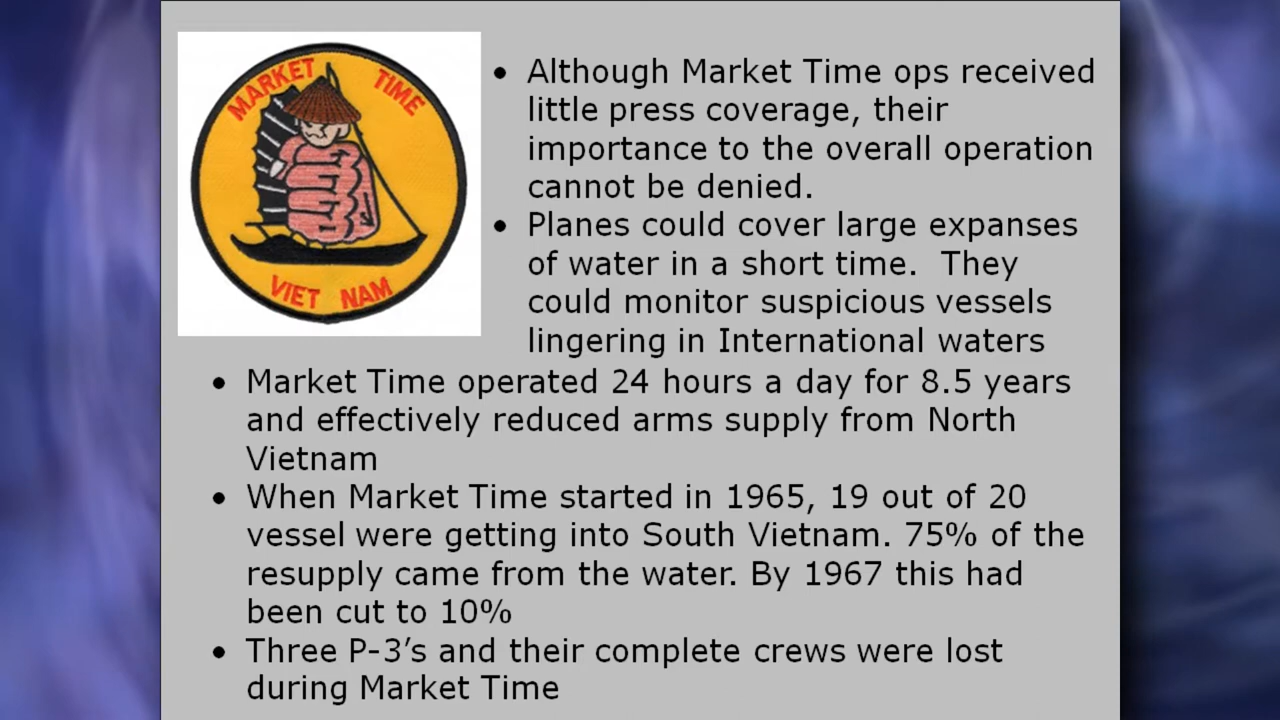 MARKET TIME
VIET NAM
• Although Market Time ops received
little press coverage, their
importance to the overall operation
cannot be denied.
• Planes could cover large expanses
of water in a short time.  They
could monitor suspicious vessels
lingering in International waters
• Market Time operated 24 hours a day for 8.5 years
and effectively reduced arms supply from North
Vietnam
• When Market Time started in 1965, 19 out of 20
vessel were getting into South Vietnam. 75% of the
resupply came from the water. By 1967 this had
been cut to 10%
• Three P-3’s and their complete crews were lost
during Market Time